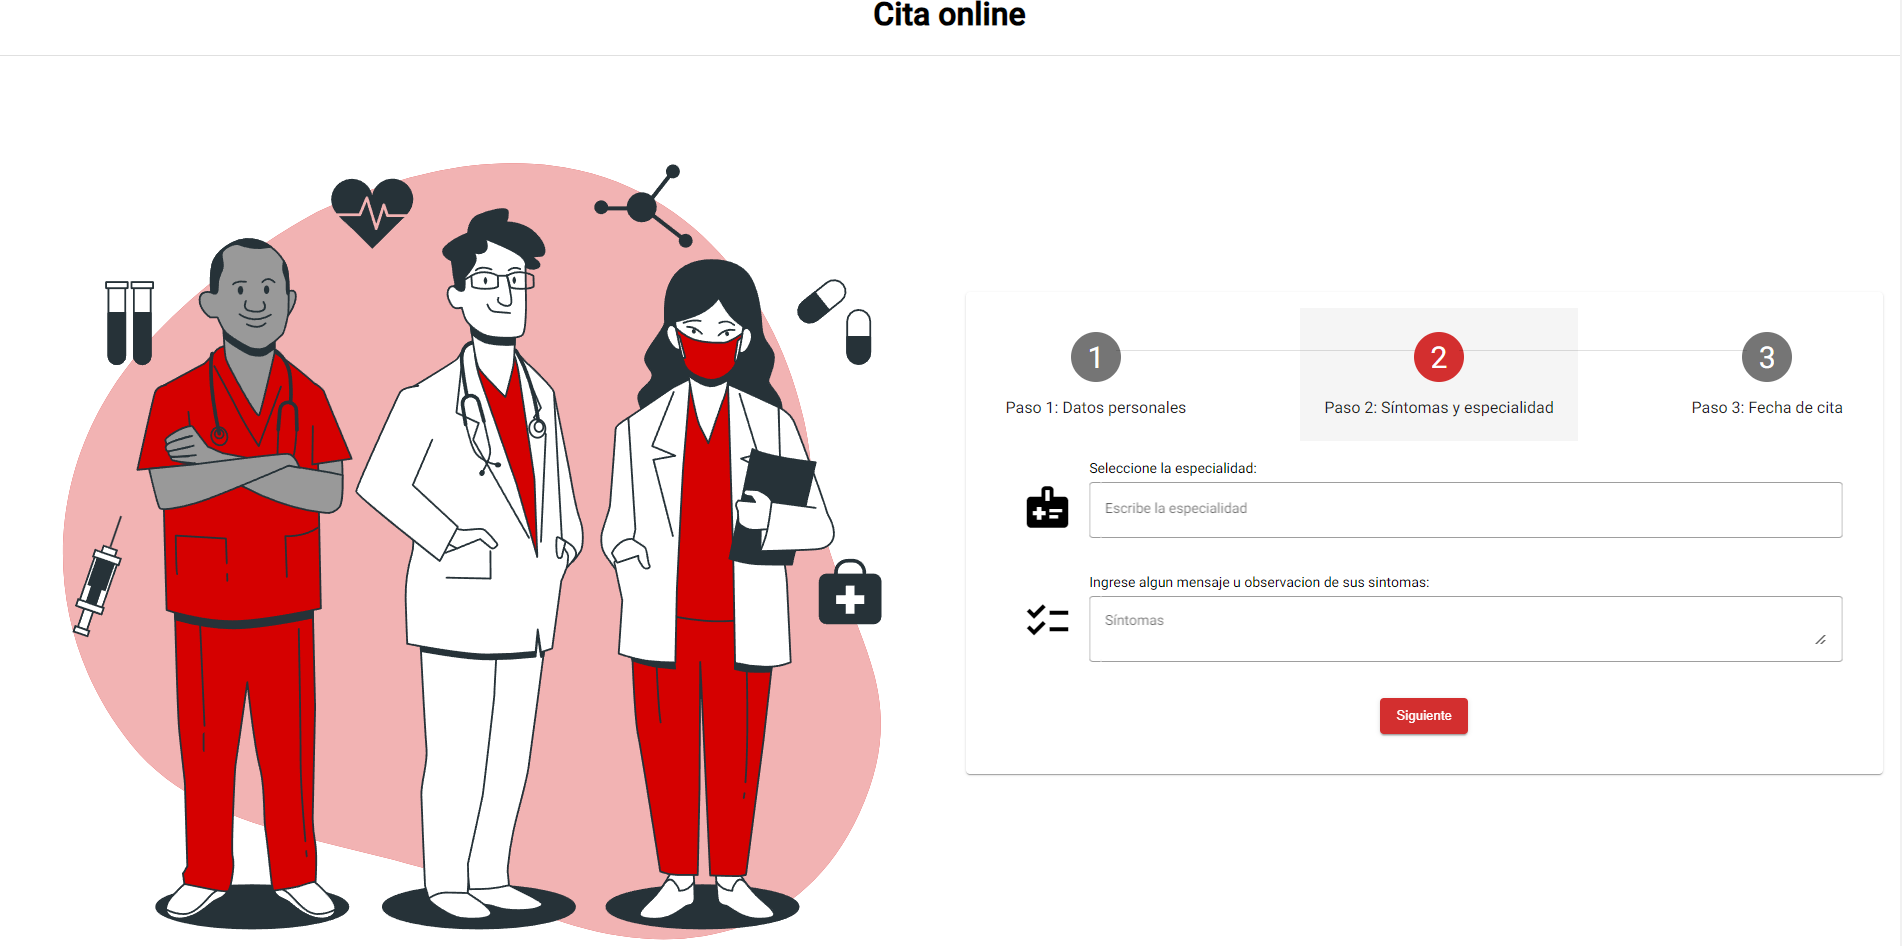 Cita online
1
2
3
Paso 1: Datos personales
Paso 2: Síntomas y especialidad
Paso 3: Fecha de cita
Seleccione la especialidad:
Escribe la especialidad
Ingrese algun mensaje u observacion de sus sintomas:
Síntomas
Siguiente